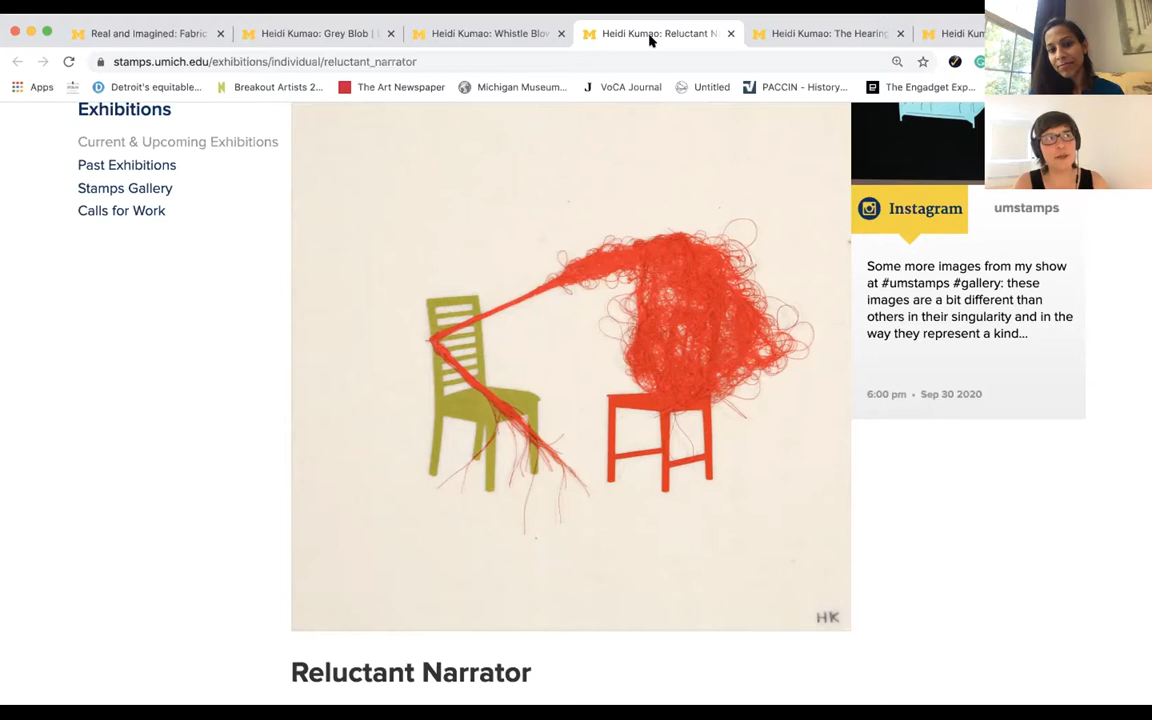 Real and Imagined: Fabric
Heidi Kumao: Grey Blob |
Heidi Kumao: Whistle Blov
Heidi Kumao: Reluctant N
Heidi Kumao: The Hearing
Heidi Kum
stamps.umich.edu/exhibitions/individual/reluctant_narrator
Apps
Detroit's equitable...
Breakout Artists 2...
The Art Newspaper
Michigan Museum...
VoCA Journal
Untitled
PACCIN - History...
The Engadget Exp...
Exhibitions
Current & Upcoming Exhibitions
Past Exhibitions
Stamps Gallery
Calls for Work
Instagram
umstamps
Some more images from my show
at #umstamps #gallery: these
images are a bit different than
others in their singularity and in the
way they represent a kind...
6:00 pm • Sep 30 2020
HK
Reluctant Narrator